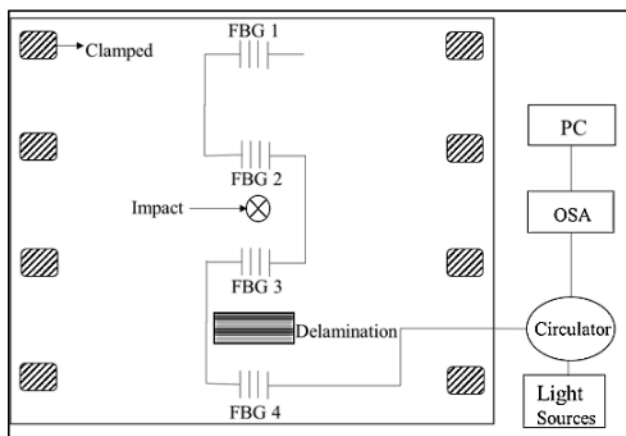 FBG 1
Clamped
PC
FBG 2
Impact
OSA
FBG 3
Delamination
Circulator
Light
Sources
FBG 4